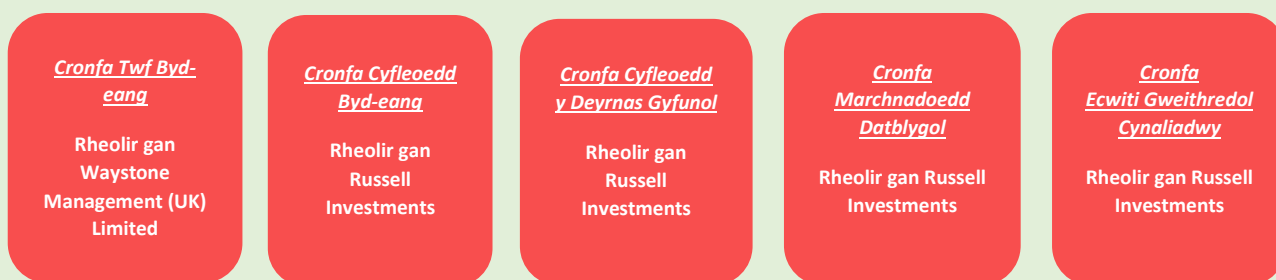 Cronfa Twf Byd-
eang
Rheolir gan
Waystone
Management (UK)
Limited
Cronfa Cyfleoedd
Byd-eang
Rheolir gan
Russell
Investments
Cronfa Cyfleoedd
y Deyrnas Gyfunol
Rheolir gan
Russell
Investments
Cronfa
Marchnadoedd
Datblygol
Rheolir gan Russell
Investments
Cronfa
Ecwiti Gweithredol
Cynaliadwy
Rheolir gan Russell
Investments